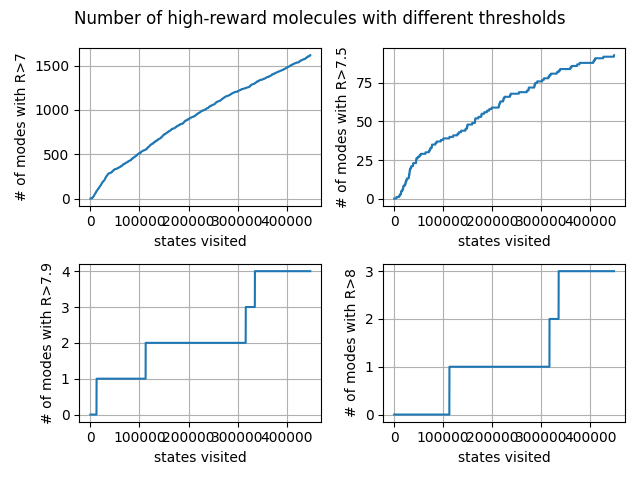 Number of high-reward molecules with different thresholds
# of modes with R>7
1500
1000
500
0
0 100000 200000 300000 400000
states visited
# of modes with R>7.5
75
50
25
0
0 100000 200000 300000 400000
states visited
# of modes with R>7.9
4
3
2
1
0
0 100000 200000 300000 400000
states visited
# of modes with R>8
3
2
1
0
0 100000 200000 300000 400000
states visited